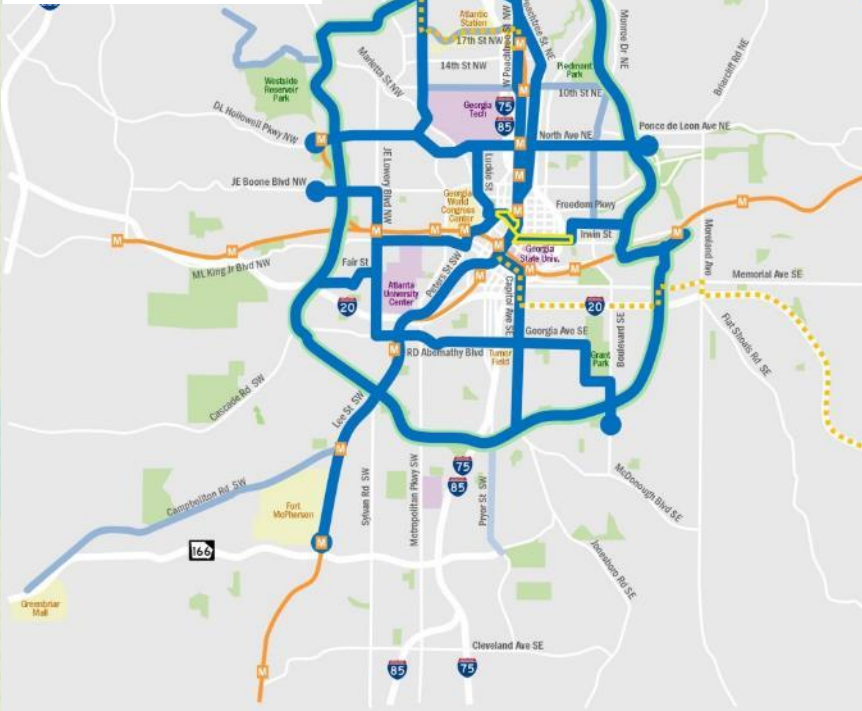 Atlantic
Station
17th St NW
14th St NW
W Peachtree St NW
Peachtree St NE
Piedmont
Park
10th St NE
Monroe Dr NE
Briarcliff Rd NE
Marietta St NW
Westside
Reservoir
Park
DL Hollowell Pkwy NW
Georgia
Tech
75
85
North Ave NE
Ponce de Leon Ave NE
M
M
M
M
M
JE Boone Blvd NW
JE Lowery Blvd NW
Luckie St
Georgia
World
Congress
Center
Freedom Pkwy
Irwin St
M
M
M
M
M
M
M
M
M
M
M
M
Georgia
State Univ.
Moreland Ave
ML King Jr Blvd NW
Fair St
Peters St SW
Atlanta
University
Center
Capitol Ave SE
Memorial Ave SE
20
20
Boulevard SE
Flat Shoals Rd SE
Georgia Ave SE
M
RD Abernathy Blvd
Turner
Field
Grant
Park
Cascade Rd SW
Lee St SW
M
75
85
Campbellton Rd SW
Fort
McPherson
Sylvan Rd SW
Metropolitan Pkwy SW
Pryor St SW
McDonough Blvd SE
Jonesboro Rd SE
166
M
Greenbriar
Mall
Cleveland Ave SE
M
85
75